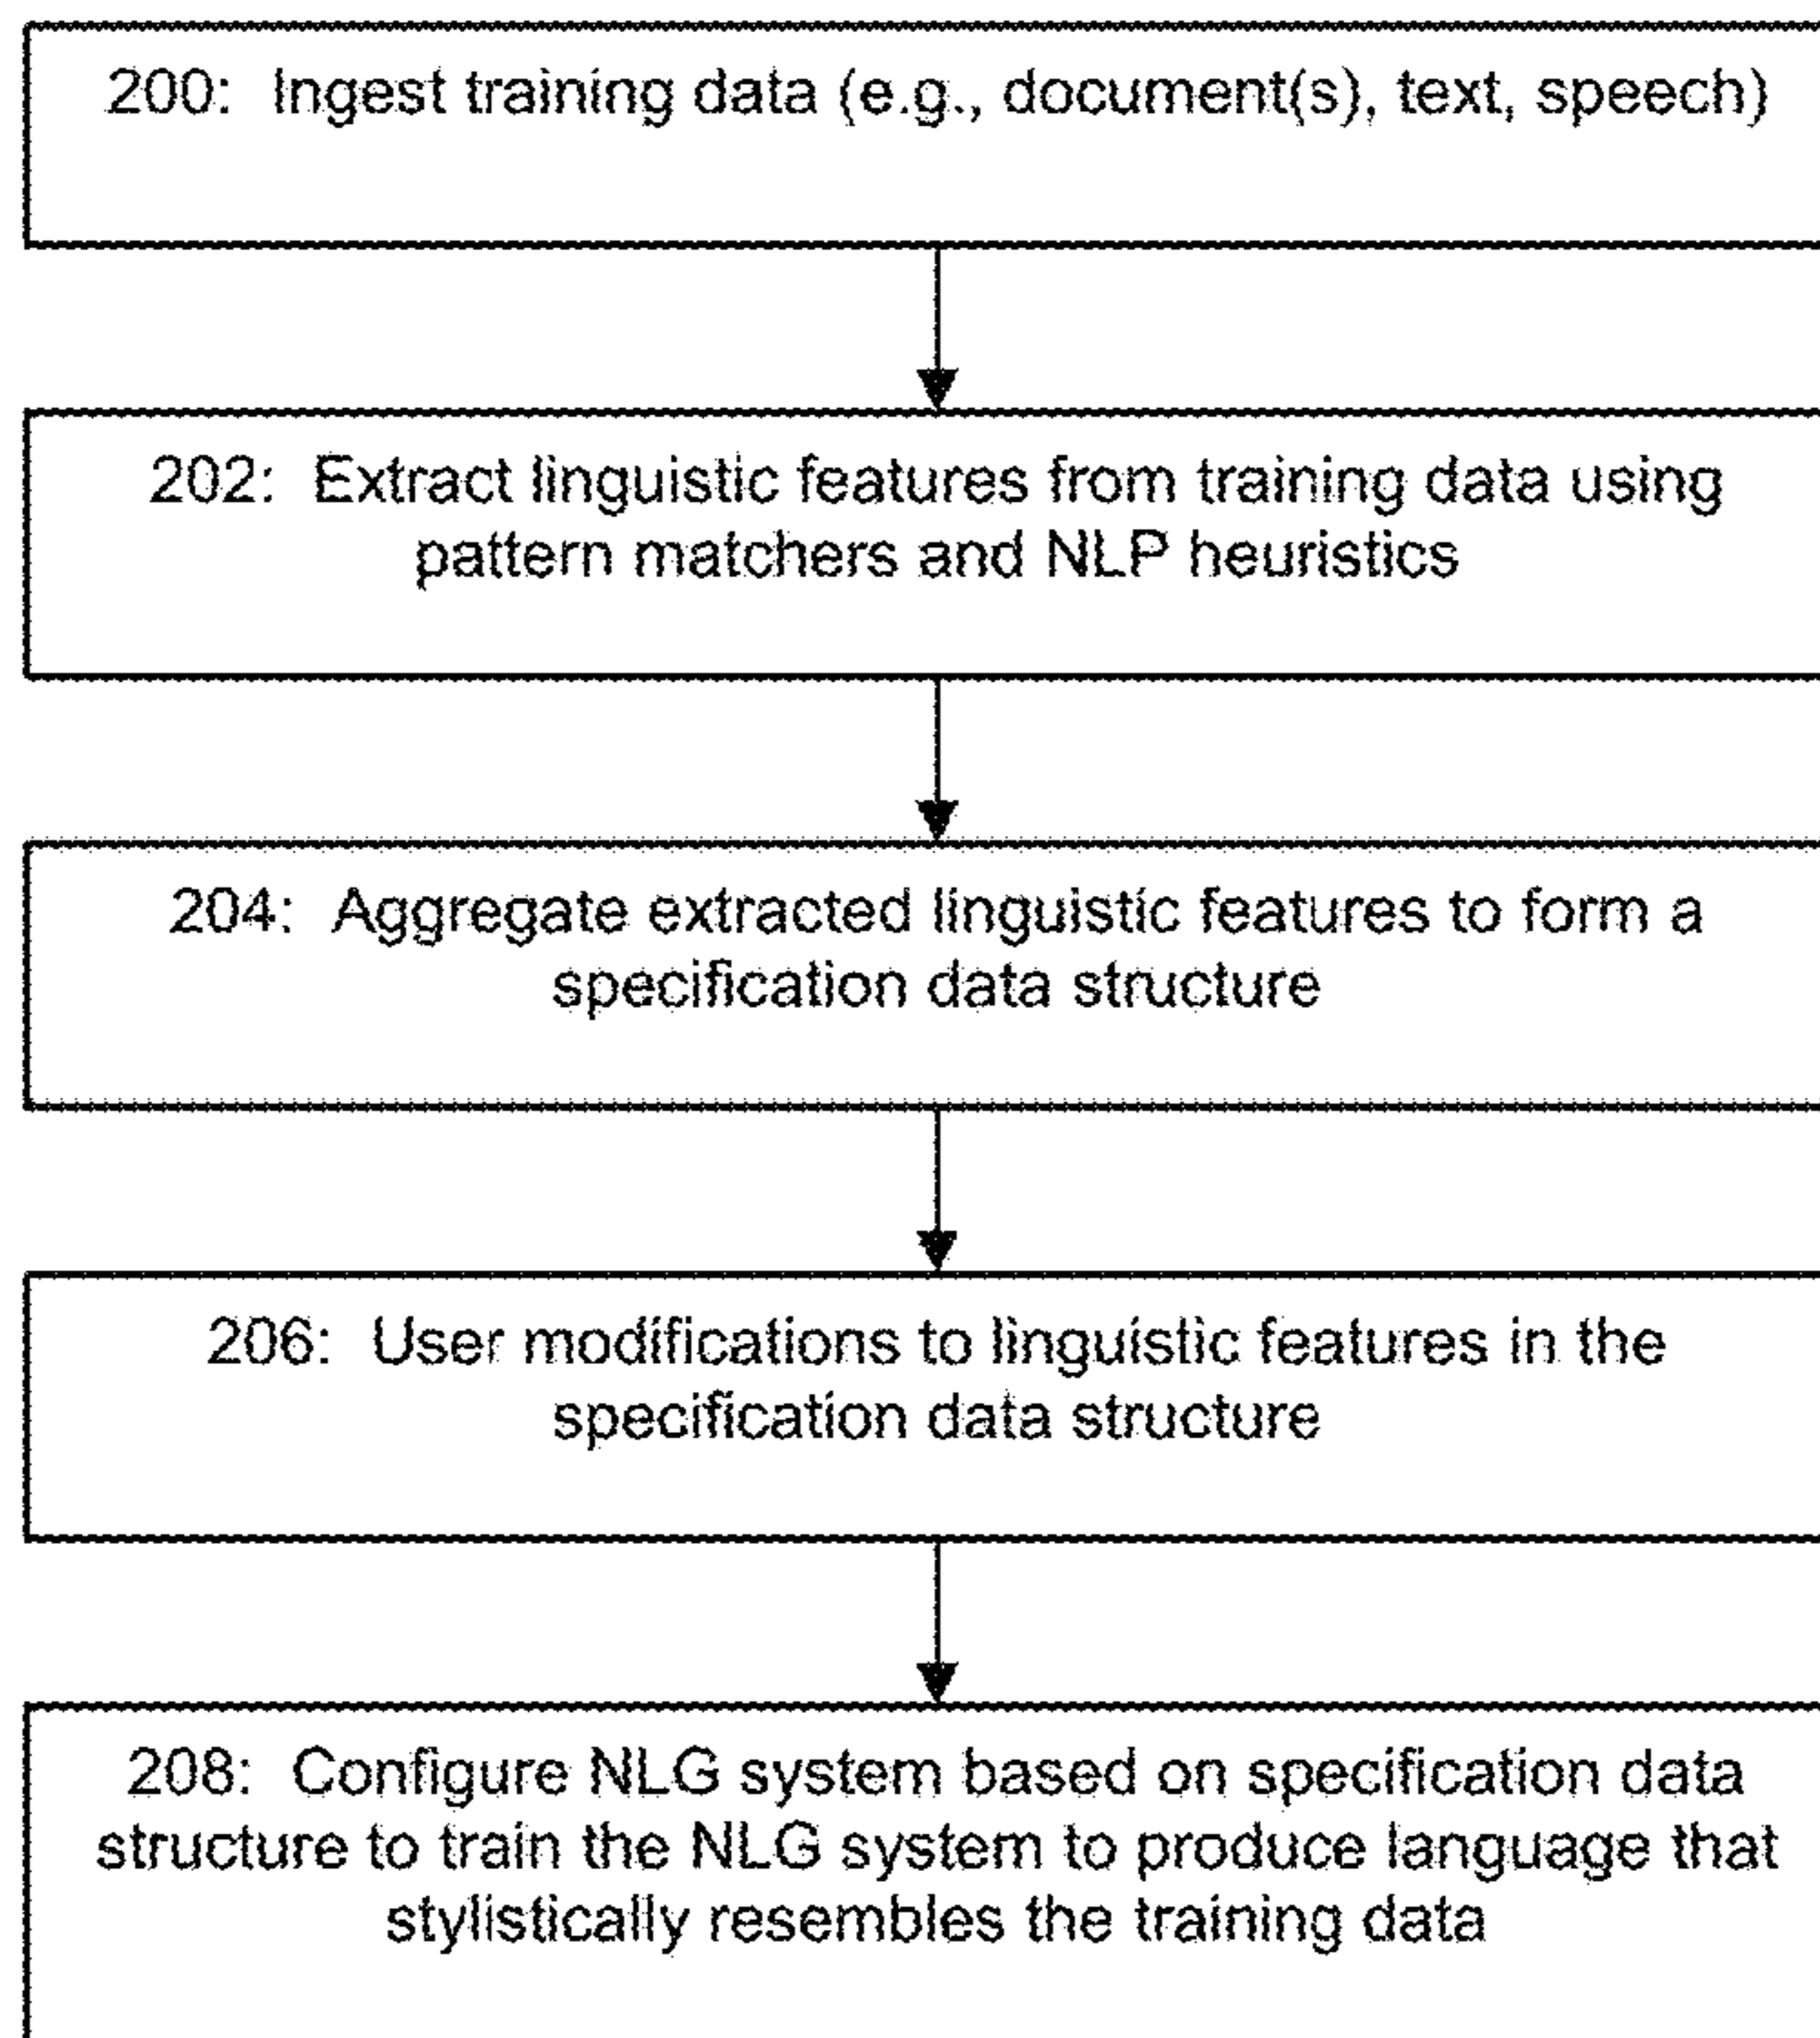 200: Ingest training data (e.g., document(s), text, speech)
202: Extract linguistic features from training data using
pattern matchers and NLP heuristics
204: Aggregate extracted linguistic features to form a
specification data structure
206: User modifications to linguistic features in the
specification data structure
208: Configure NLG system based on specification data
structure to train the NLG system to produce language that
stylistically resembles the training data